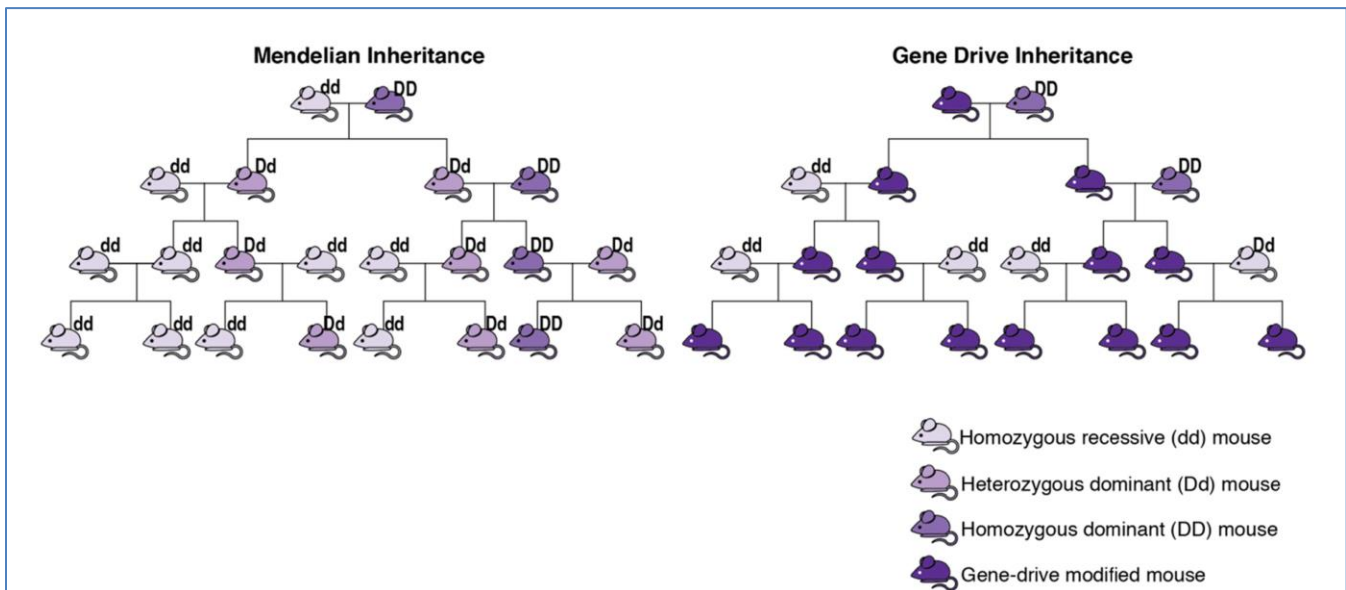 Mendelian Inheritance
dd DD
dd Dd Dd DD
dd dd Dd dd dd Dd DD Dd
dd dd dd Dd dd Dd DD Dd
Gene Drive Inheritance
DD
dd DD
dd dd dd Dd
Homozygous recessive (dd) mouse
Heterozygous dominant (Dd) mouse
Homozygous dominant (DD) mouse
Gene-drive modified mouse